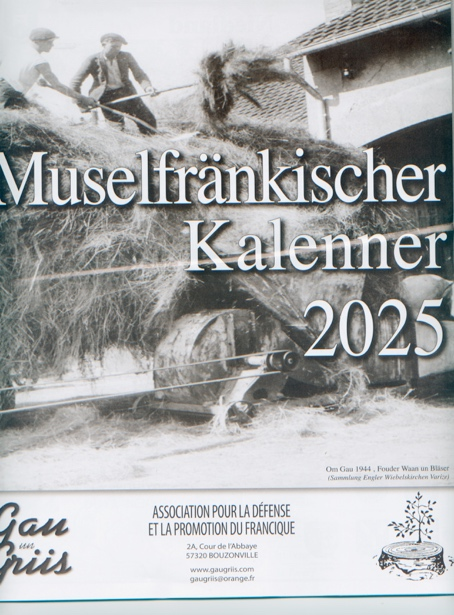 Muselfränkischer
Kalenner
2025
Om Gau 1944 , Fouder Waan un Bläser
(Sammlung Engler Wiebelskirchen Varize)
Gau
un
Griis
ASSOCIATION POUR LA DÉFENSE
ET LA PROMOTION DU FRANCIQUE
2A, Cour de l'Abbaye
57320 BOUZONVILLE
www.gaugriis.com
gaugriis@orange.fr